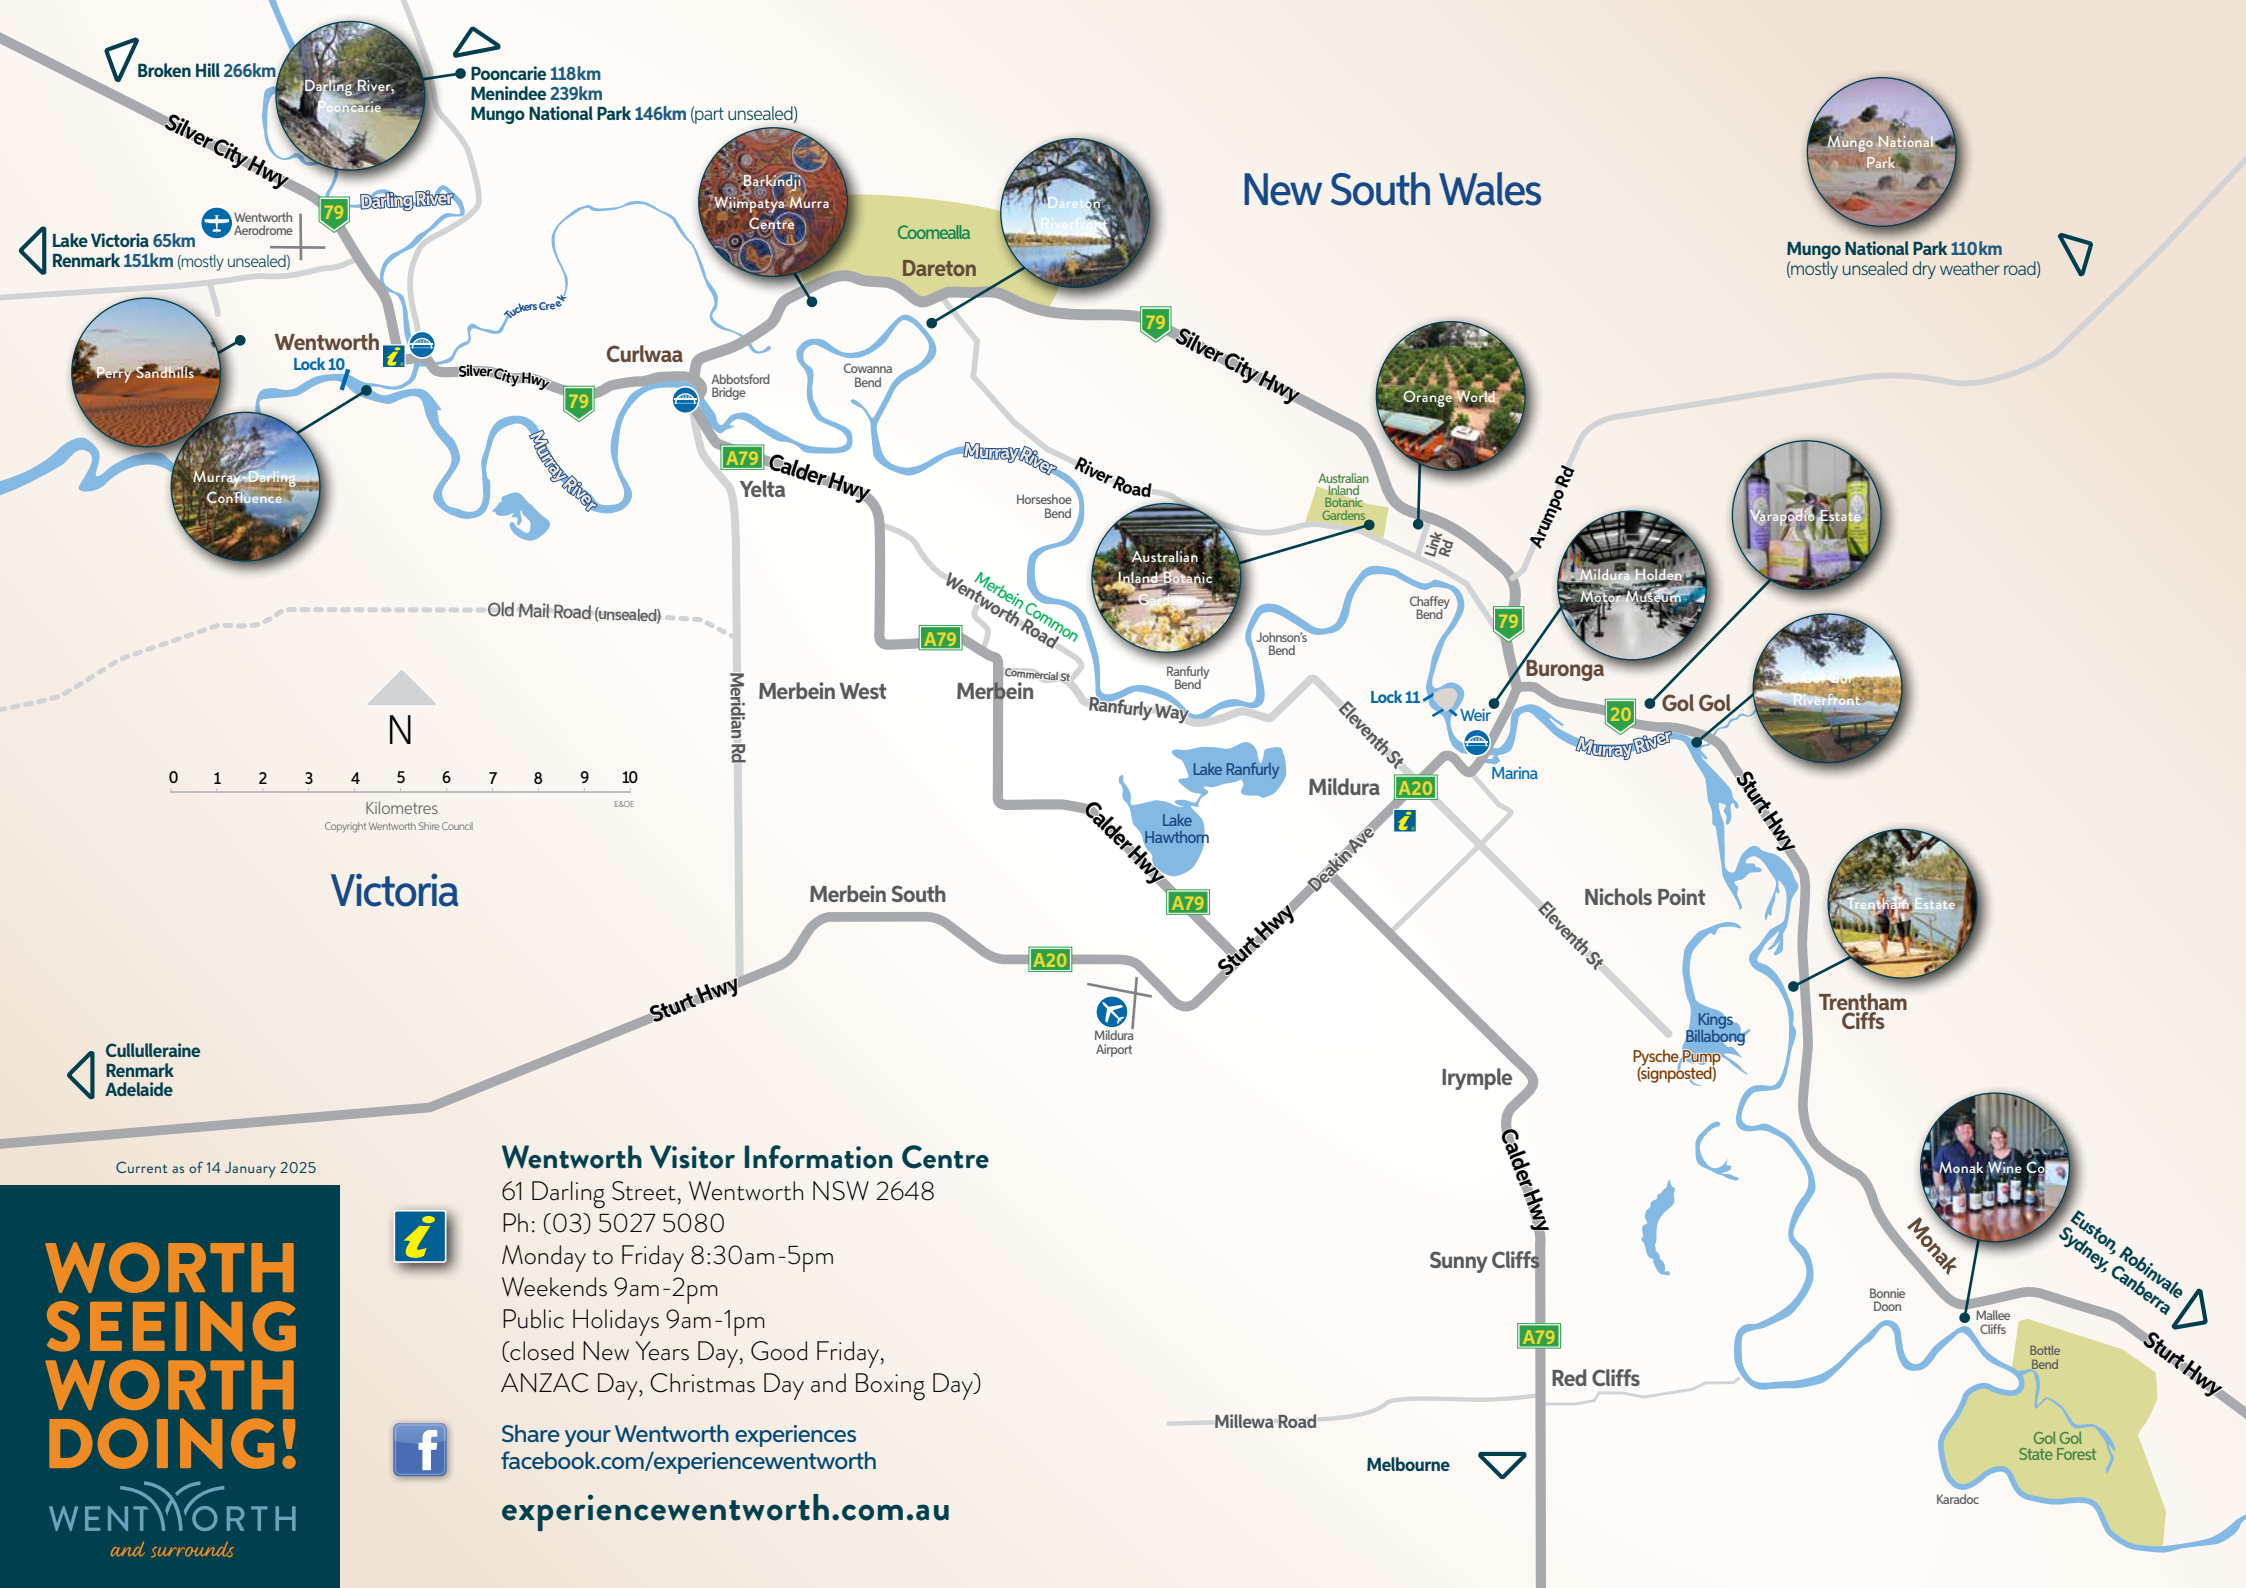 Broken Hill 266km
Darling River,
Pooncarie
Pooncarie 118km
Menindee 239km
Mungo National Park 146km (part unsealed)
Silver City Hwy
79
Darling River
Wentworth
Aerodrome
Lake Victoria 65km
Renmark 151km (mostly unsealed)
Barkindji
Wiimpatya Murra
Centre
Coomealla
Dareton
Dareton
Riverfront
New South Wales
Mungo National
Park
Mungo National Park 110km
(mostly unsealed dry weather road)
Perry Sandhills
Wentworth
Lock 10
Tuckers Creek
Silver City Hwy
79
Curlwaa
Abbotsford
Bridge
Cowanna
Bend
79
Silver City Hwy
Orange World
Murray-Darling
Confluence
Murray River
A79
Calder Hwy
Yelta
Murray River
River Road
Horseshoe
Bend
Australian
Inland
Botanic
Gardens
Link
Rd
Arumpo Rd
Varapodio Estate
Australian
Inland Botanic
Gardens
Mildura Holden
Motor Museum
Old Mail Road (unsealed)
Merbein Common
Wentworth Road
A79
Chaffey
Bend
79
Johnson's
Bend
Ranfurly
Bend
Buronga
Gol Gol
Riverfront
N
Meridian Rd
Merbein West
Merbein
Commercial St
Ranfurly Way
Lock 11
Weir
Eleventh St
20
Gol Gol
Murray River
Marina
0 1 2 3 4 5 6 7 8 9 10
Kilometres
E&OE
Copyright Wentworth Shire Council
Lake Ranfurly
Lake
Hawthorn
Mildura
A20
Sturt Hwy
Calder Hwy
Deakin Ave
Victoria
Merbein South
A79
Nichols Point
Trentham Estate
Eleventh St
Sturt Hwy
A20
Sturt Hwy
Mildura
Airport
Trentham
Ciffs
Kings
Billabong
Pysche Pump
(signposted)
Cullulleraine
Renmark
Adelaide
Irymple
Calder Hwy
Monak Wine Co.
Monak
Euston, Robinvale
Sydney, Canberra
Sunny Cliffs
Bonnie
Doon
Mallee
Cliffs
Sturt Hwy
Bottle
Bend
A79
Red Cliffs
Millewa Road
Gol Gol
State Forest
Melbourne
Karadoc
Current as of 14 January 2025
WORTH
SEEING
WORTH
DOING!
WENTWORTH
and surrounds
Wentworth Visitor Information Centre
61 Darling Street, Wentworth NSW 2648
Ph: (03) 5027 5080
Monday to Friday 8:30am-5pm
Weekends 9am-2pm
Public Holidays 9am-1pm
(closed New Years Day, Good Friday,
ANZAC Day, Christmas Day and Boxing Day)
Share your Wentworth experiences
facebook.com/experiencewentworth
experiencewentworth.com.au